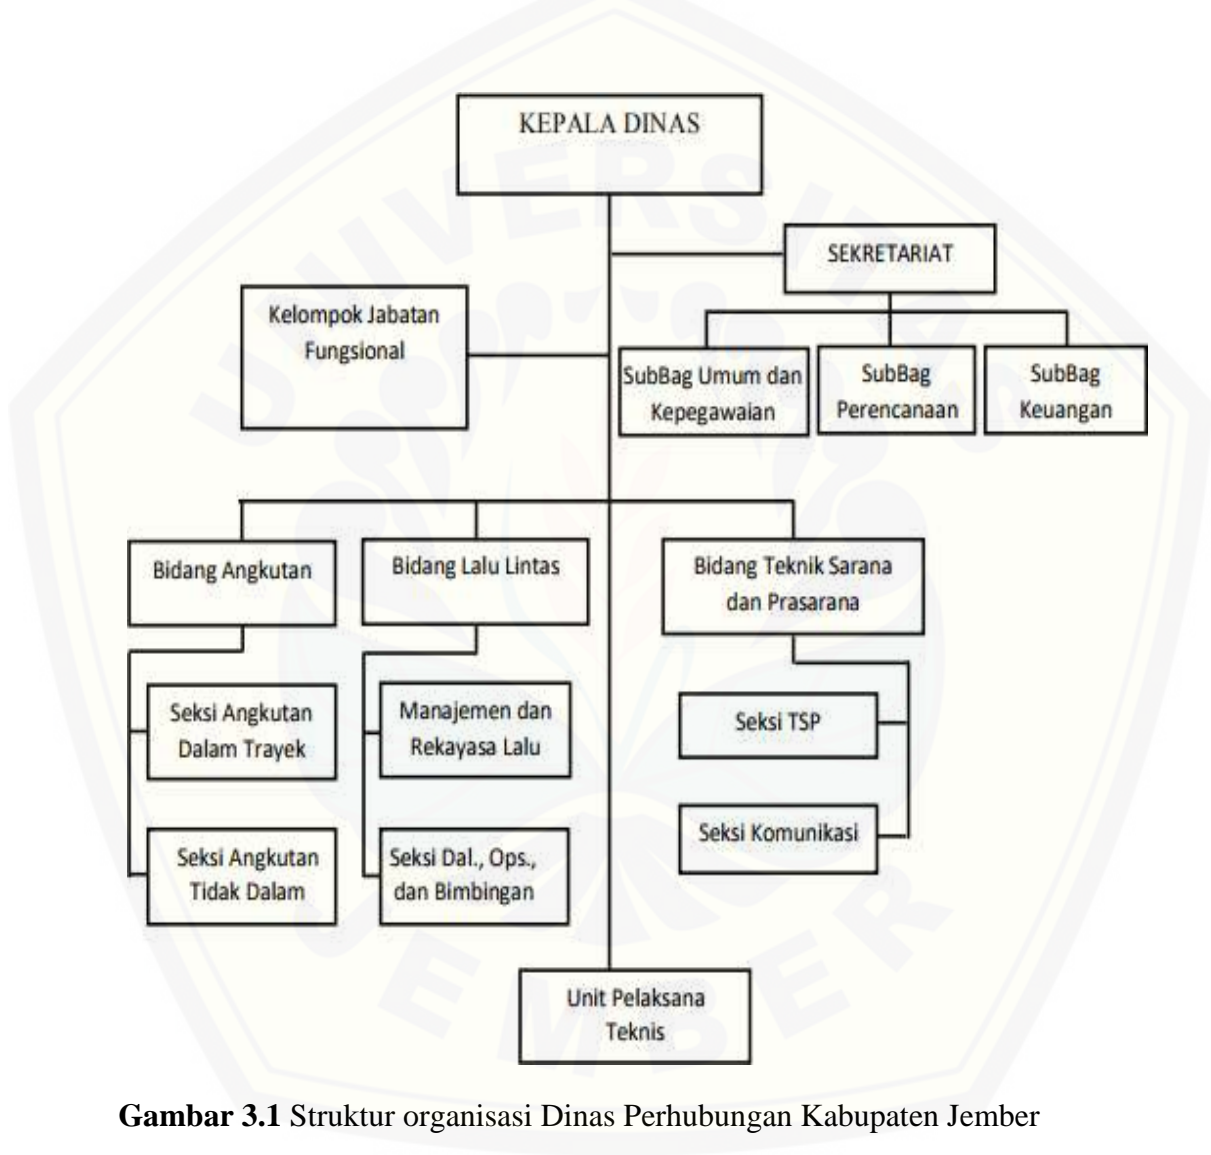 KEPALA DINAS
SEKRETARIAT
Kelompok Jabatan
Fungsional
SubBag Umum dan
Kepegawaian
SubBag
Perencanaan
SubBag
Keuangan
Bidang Angkutan
Bidang Lalu Lintas
Bidang Teknik Sarana
dan Prasarana
Seksi Angkutan
Dalam Trayek
Manajemen dan
Rekayasa Lalu
Seksi TSP
Seksi Angkutan
Tidak Dalam
Seksi Dal., Ops.,
dan Bimbingan
Seksi Komunikasi
Unit Pelaksana
Teknis
Gambar 3.1 Struktur organisasi Dinas Perhubungan Kabupaten Jember
UNIVERSITAS
JEMBER